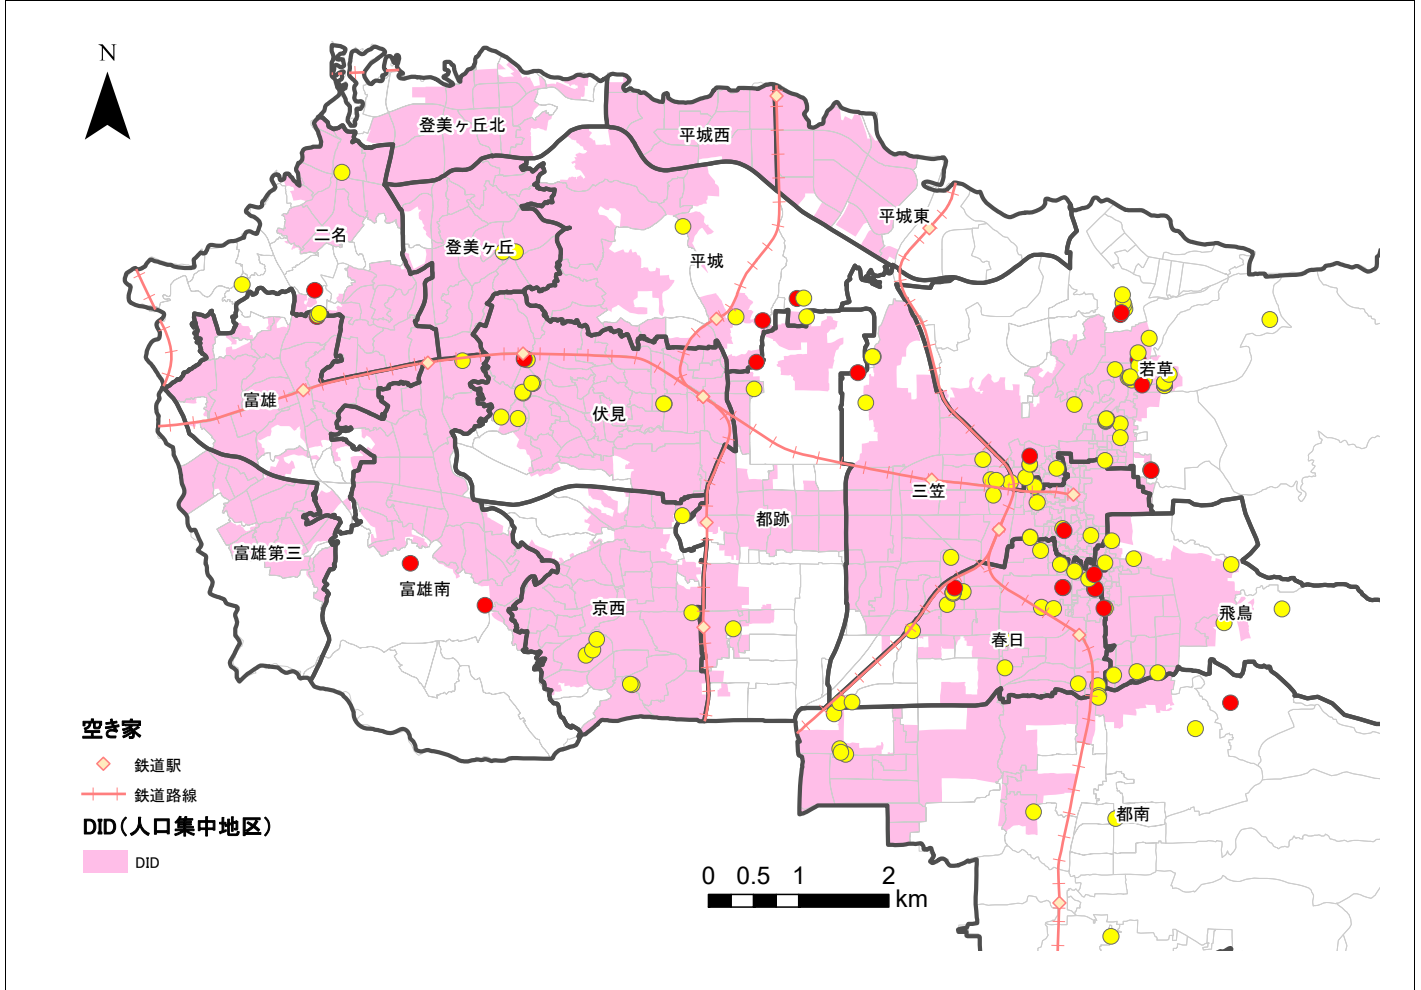 N
登美ヶ丘北
平城西
平城東
二名
登美ヶ丘
平城
若草
富雄
伏見
三笠
都跡
富雄第三
富雄南
京西
飛鳥
春日
都南
空き家
鉄道駅
鉄道路線
DID(人口集中地区)
DID
0 0.5 1 2
km